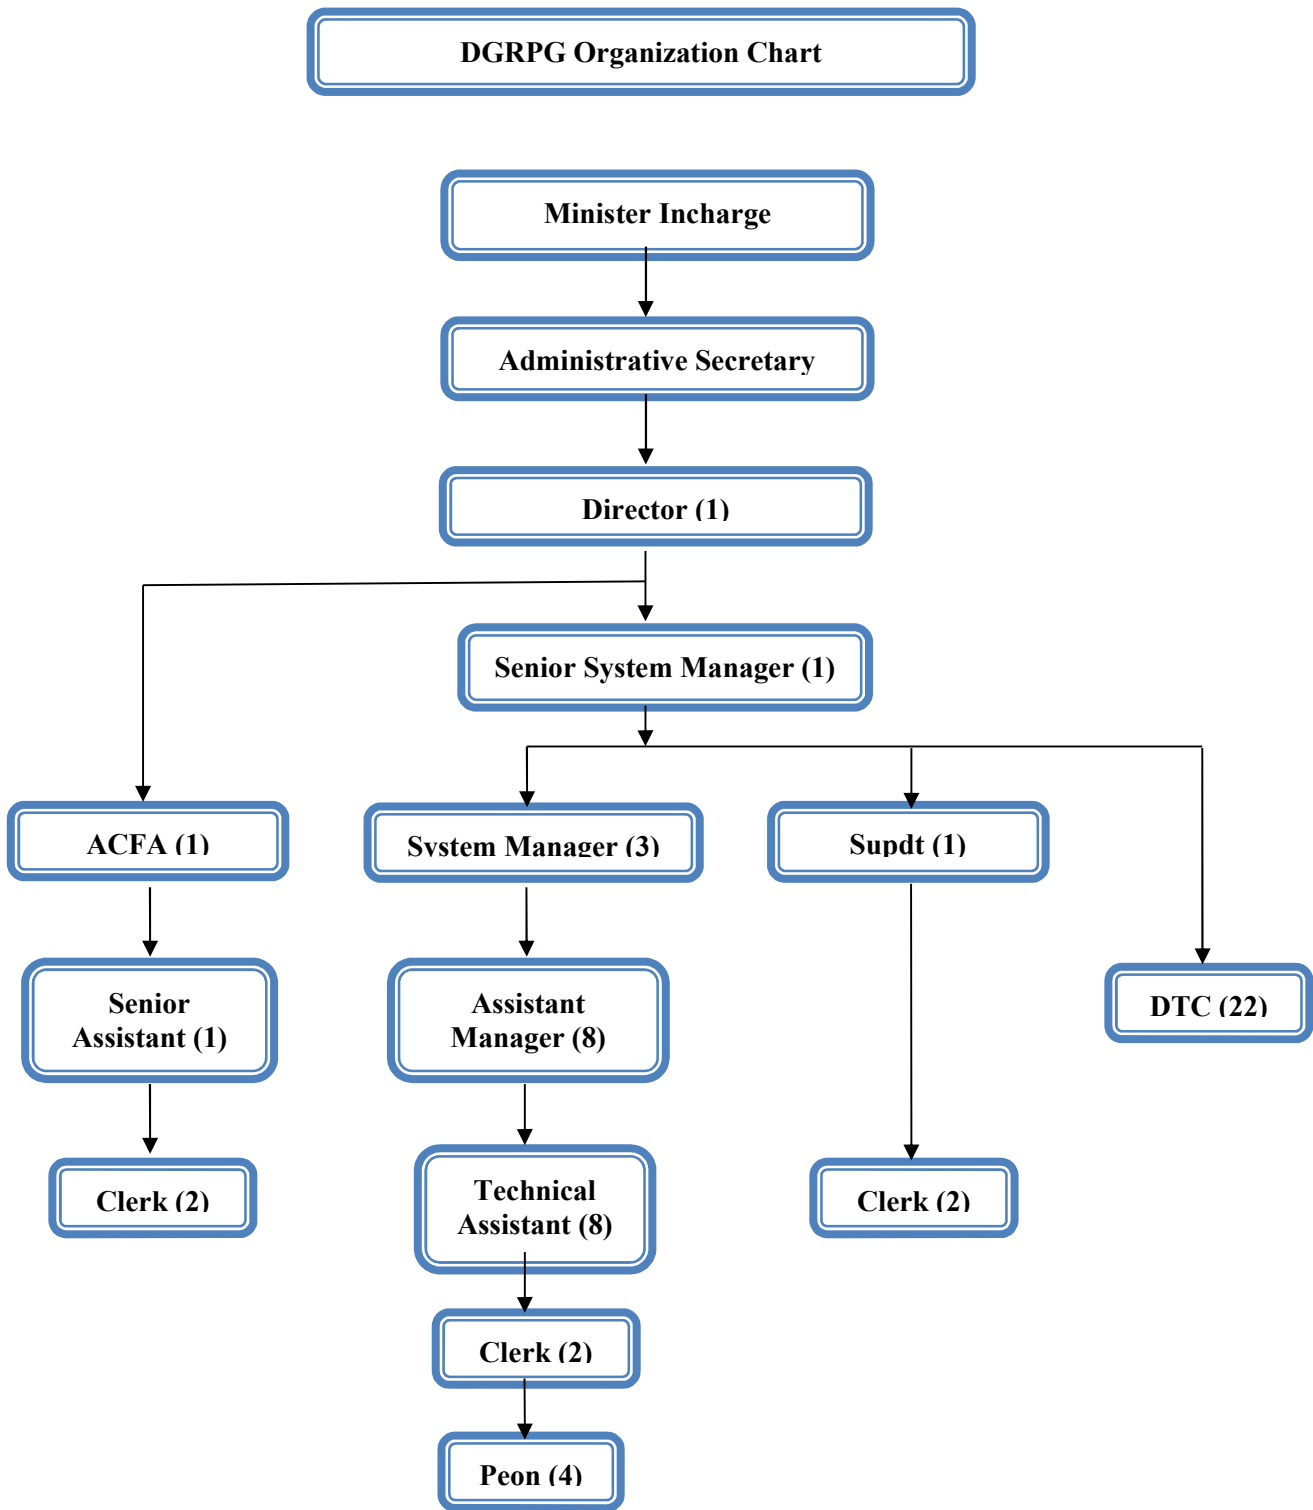 DGRPG Organization Chart
Minister Incharge
Administrative Secretary
Director (1)
Senior System Manager (1)
ACFA (1)
System Manager (3)
Supdt (1)
Senior
Assistant (1)
Assistant
Manager (8)
DTC (22)
Clerk (2)
Technical
Assistant (8)
Clerk (2)
Clerk (2)
Peon (4)